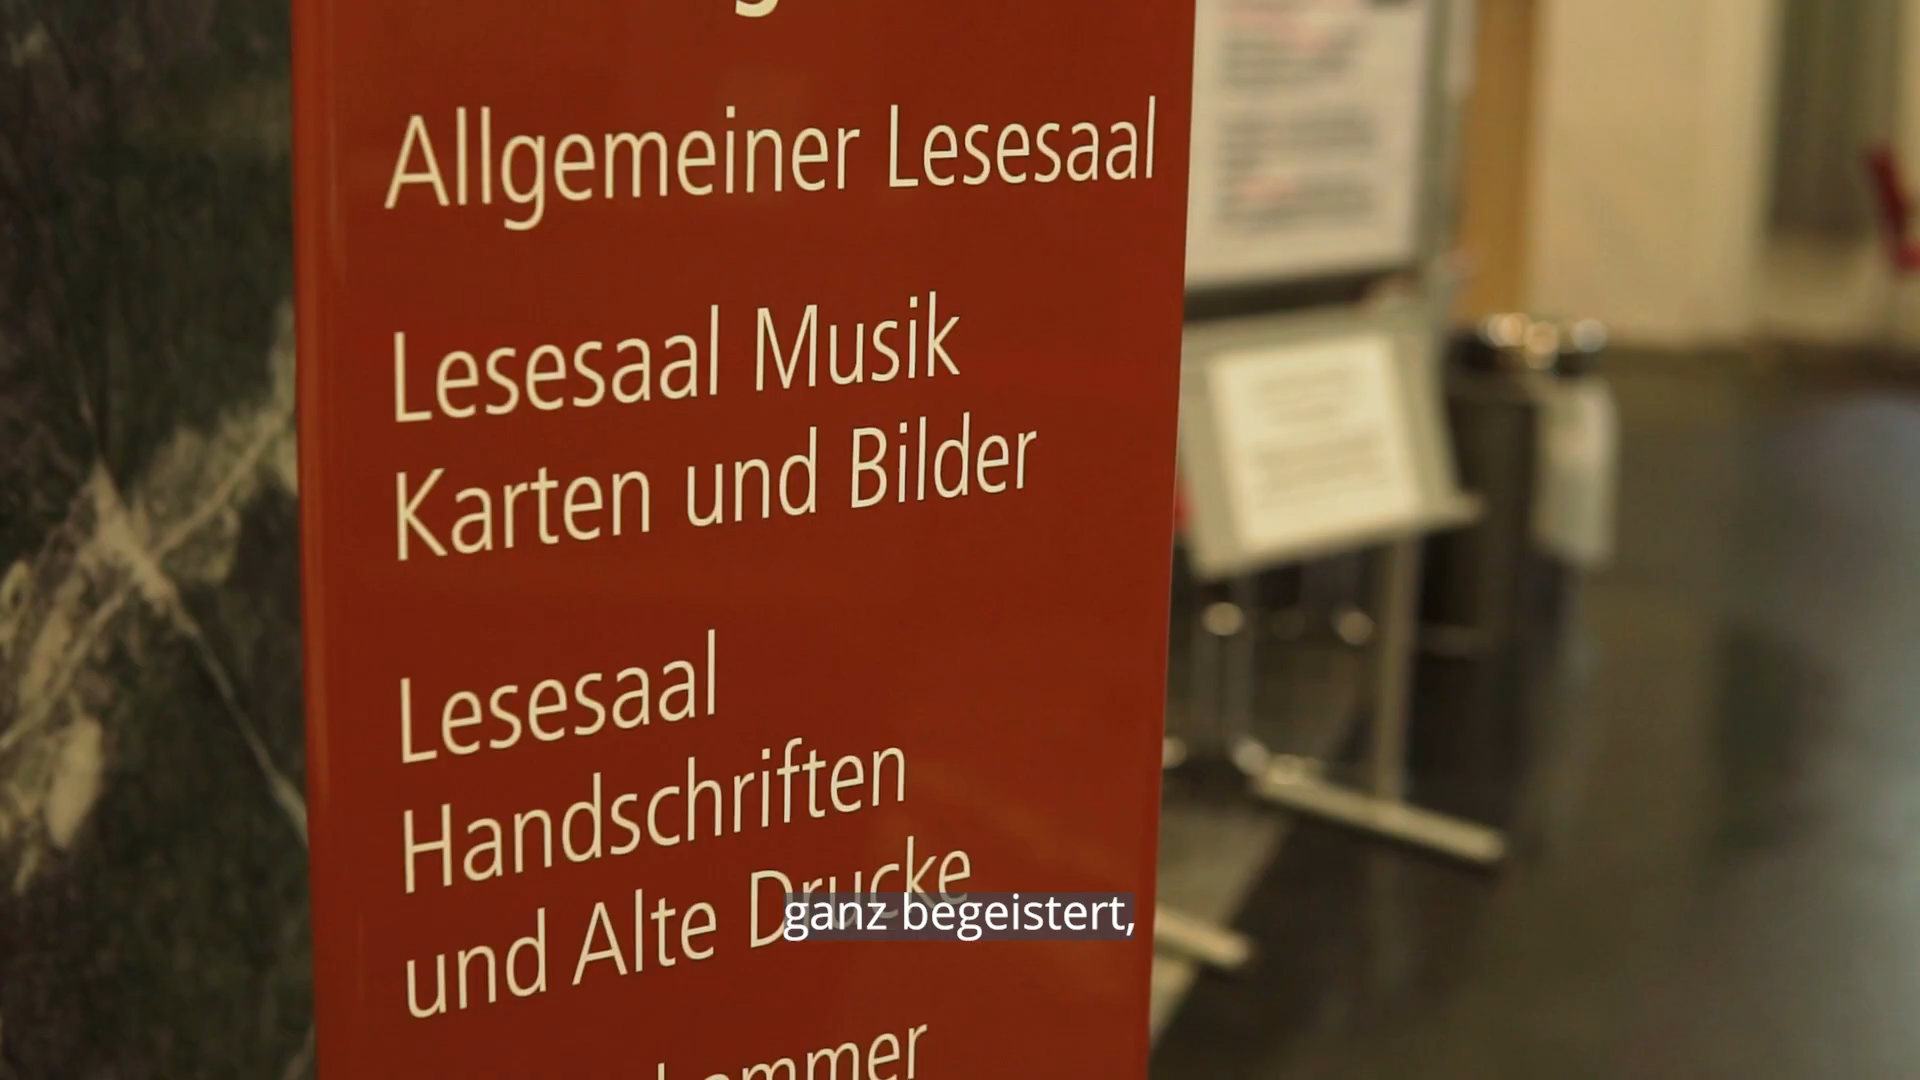 Allgemeiner Lesesaal
Lesesaal Musik
Karten und Bilder
Lesesaal
Handschriften
und Alte Drucke
ganz begeistert,